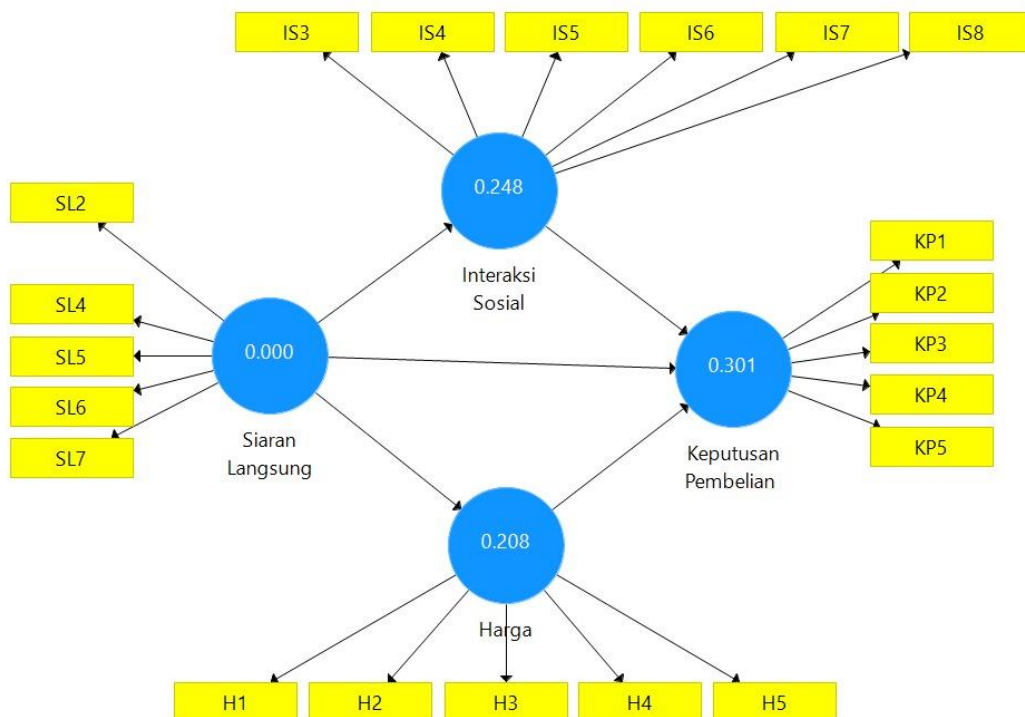 IS3
IS4
IS5
IS6
IS7
IS8
0.248
Interaksi
Sosial
SL2
SL4
SL5
SL6
SL7
0.000
Siaran
Langsung
KP1
KP2
KP3
KP4
KP5
0.301
Keputusan
Pembelian
0.208
Harga
H1
H2
H3
H4
H5